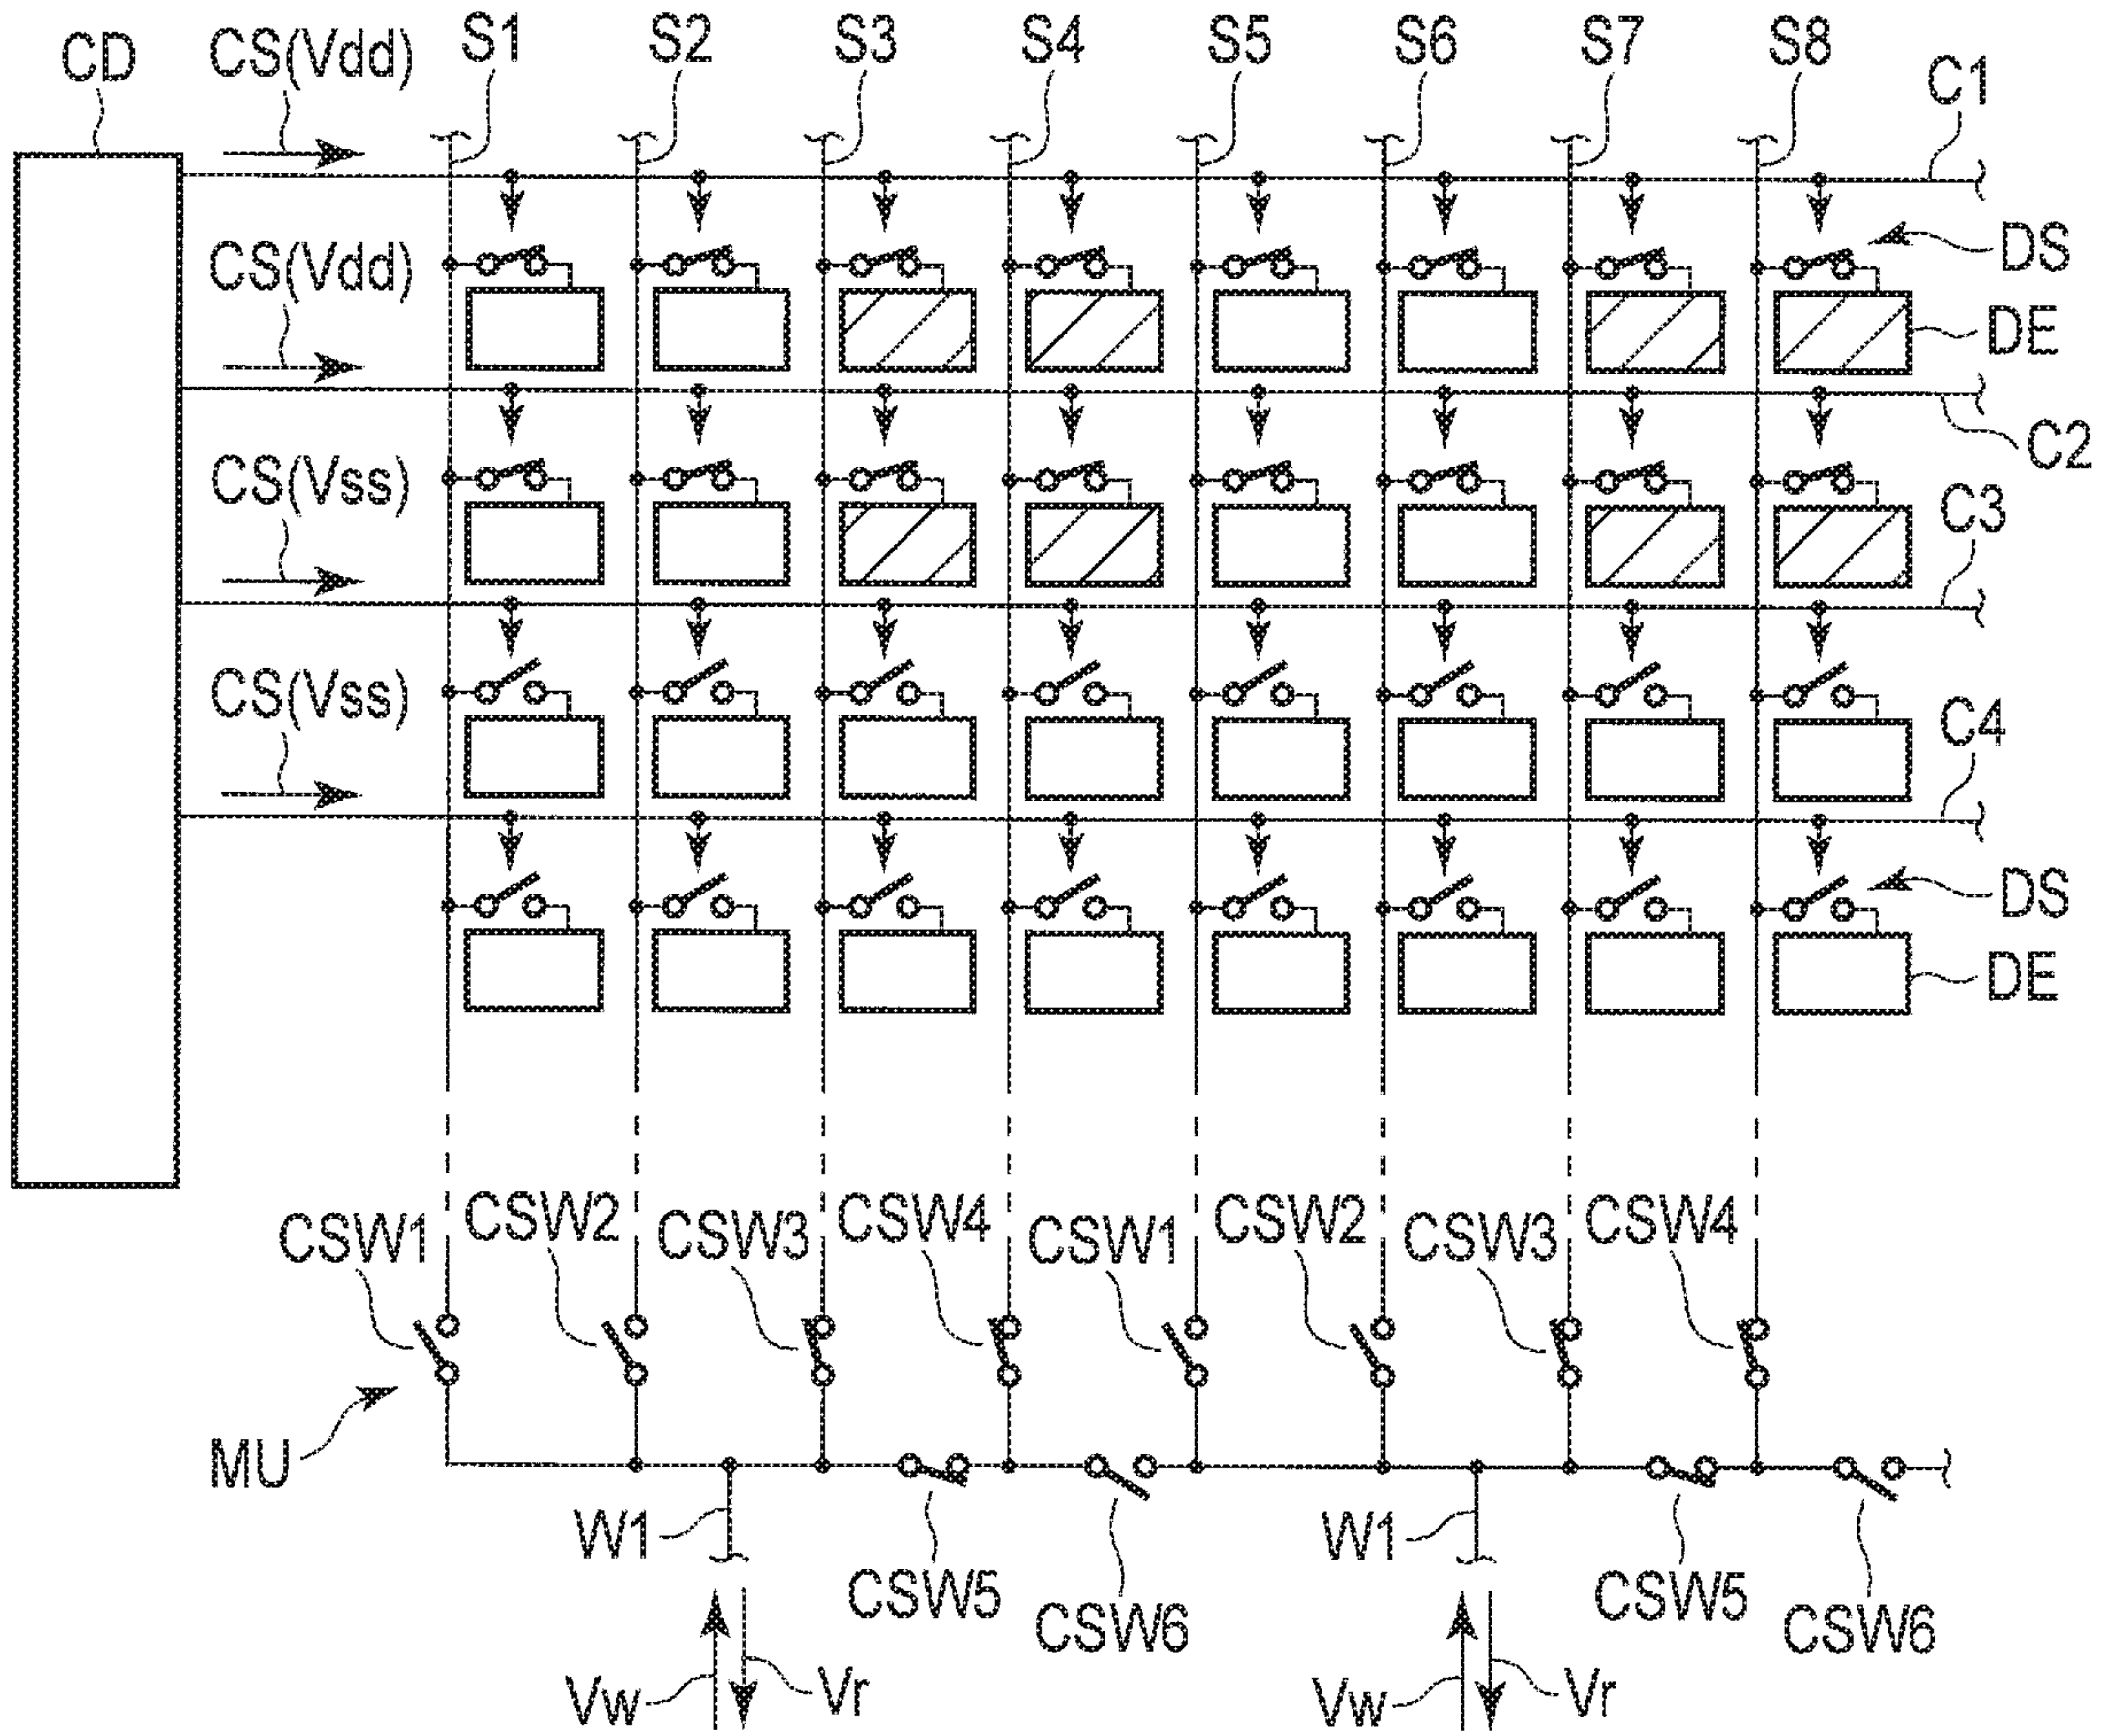 CD
CS(Vdd)
S1
S2
S3
S4
S5
S6
S7
S8
C1
CS(Vdd)
DS
DE
C2
CS(Vss)
C3
CS(Vss)
C4
DS
DE
CSW1
CSW2
CSW3
CSW4
CSW1
CSW2
CSW3
CSW4
MU
W1
CSW5
CSW6
W1
CSW5
CSW6
Vw
Vr
Vw
Vr